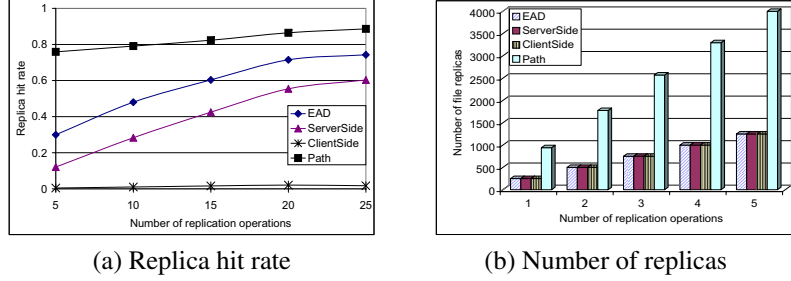 1
0.8
0.6
0.4
0.2
0
Replica hit rate
EAD
ServerSide
ClientSide
Path
5 10 15 20 25
Number of replication operations
(a) Replica hit rate
EAD
ServerSide
ClientSide
Path
4000
3500
3000
2500
2000
1500
1000
500
0
Number of file replicas
1 2 3 4 5
Number of replication operations
(b) Number of replicas